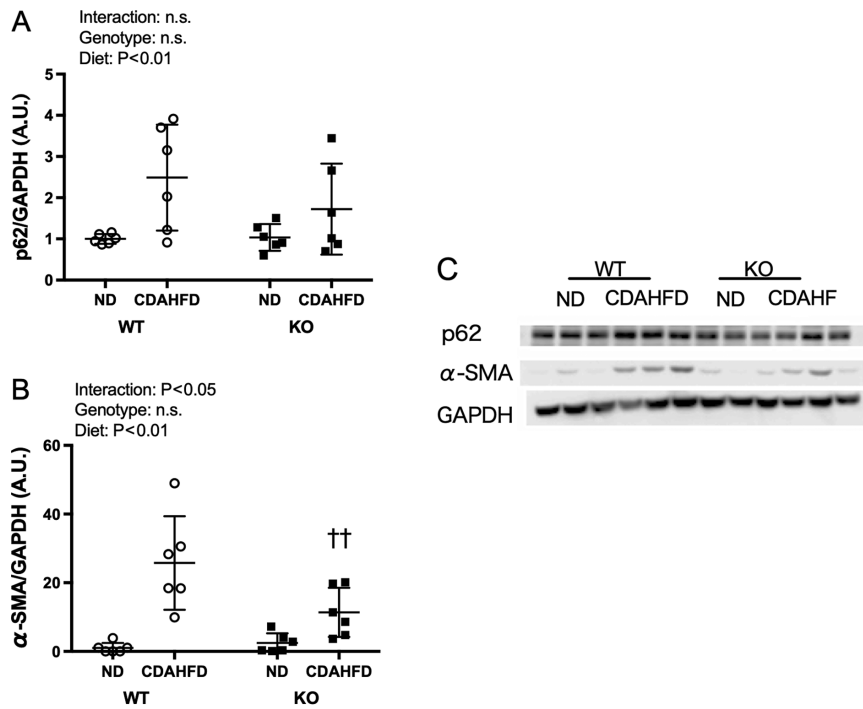 A
Interaction: n.s.
Genotype: n.s.
Diet: P<0.01
p62/GAPDH (A.U.)
5
4
3
2
1
0
ND CDAHFD ND CDAHFD
WT KO
B
Interaction: P<0.05
Genotype: n.s.
Diet: P<0.01
α-SMA/GAPDH (A.U.)
60
40
20
0
††
ND CDAHFD ND CDAHFD
WT KO
C
WT KO
ND CDAHFD ND CDAHF
p62
α-SMA
GAPDH